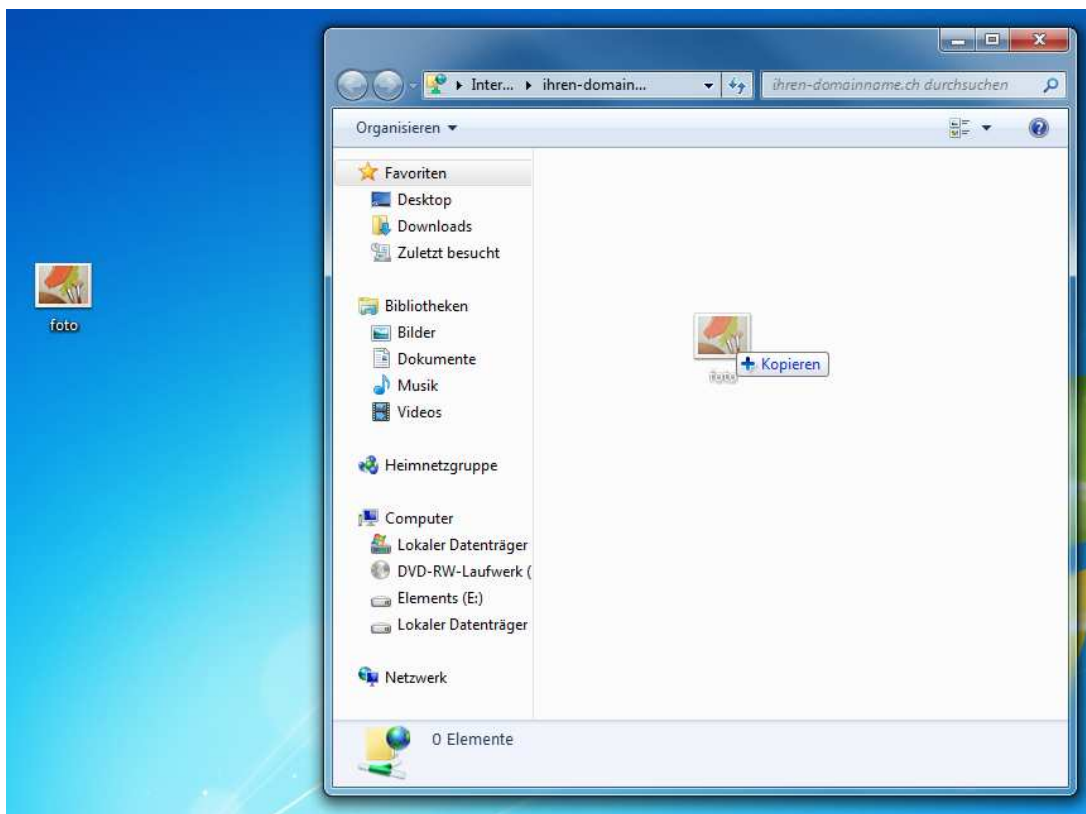 Inter... ihren-domain...
ihren-domainname.ch durchsuchen
Organisieren
Favoriten
Desktop
Downloads
Zuletzt besucht
foto
Bibliotheken
Bilder
Dokumente
Musik
Videos
foto
Kopieren
Heimnetzgruppe
Computer
Lokaler Datenträger
DVD-RW-Laufwerk (
Elements (E:)
Lokaler Datenträger
Netzwerk
0 Elemente